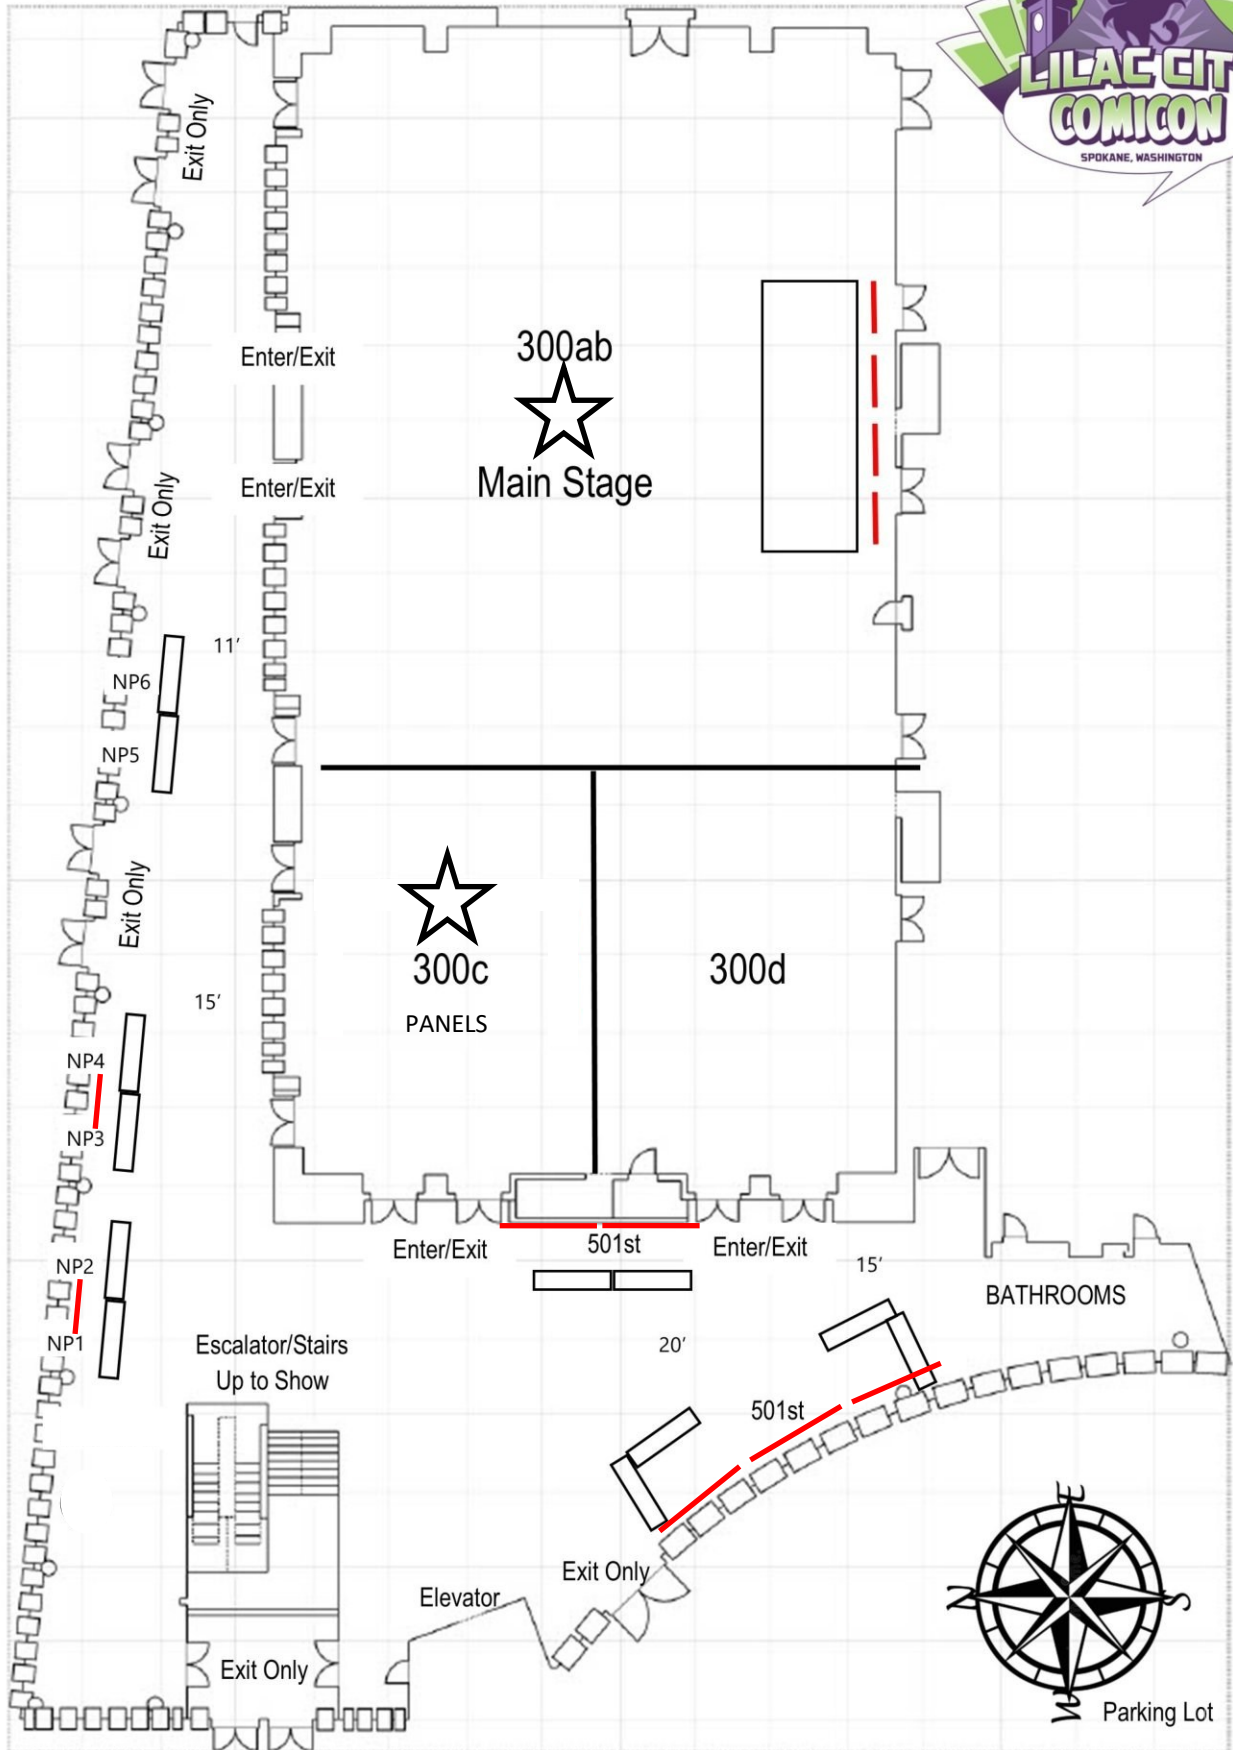 LILAC CIT
COMICON
SPOKANE, WASHINGTON
Exit Only
Enter/Exit
300ab
Main Stage
Enter/Exit
Exit Only
11'
NP6
NP5
Exit Only
300c
PANELS
300d
15'
NP4
NP3
Enter/Exit
501st
Enter/Exit
15'
NP2
BATHROOMS
NP1
Escalator/Stairs
Up to Show
20'
501st
Exit Only
Elevator
Exit Only
E
N
S
W
Parking Lot